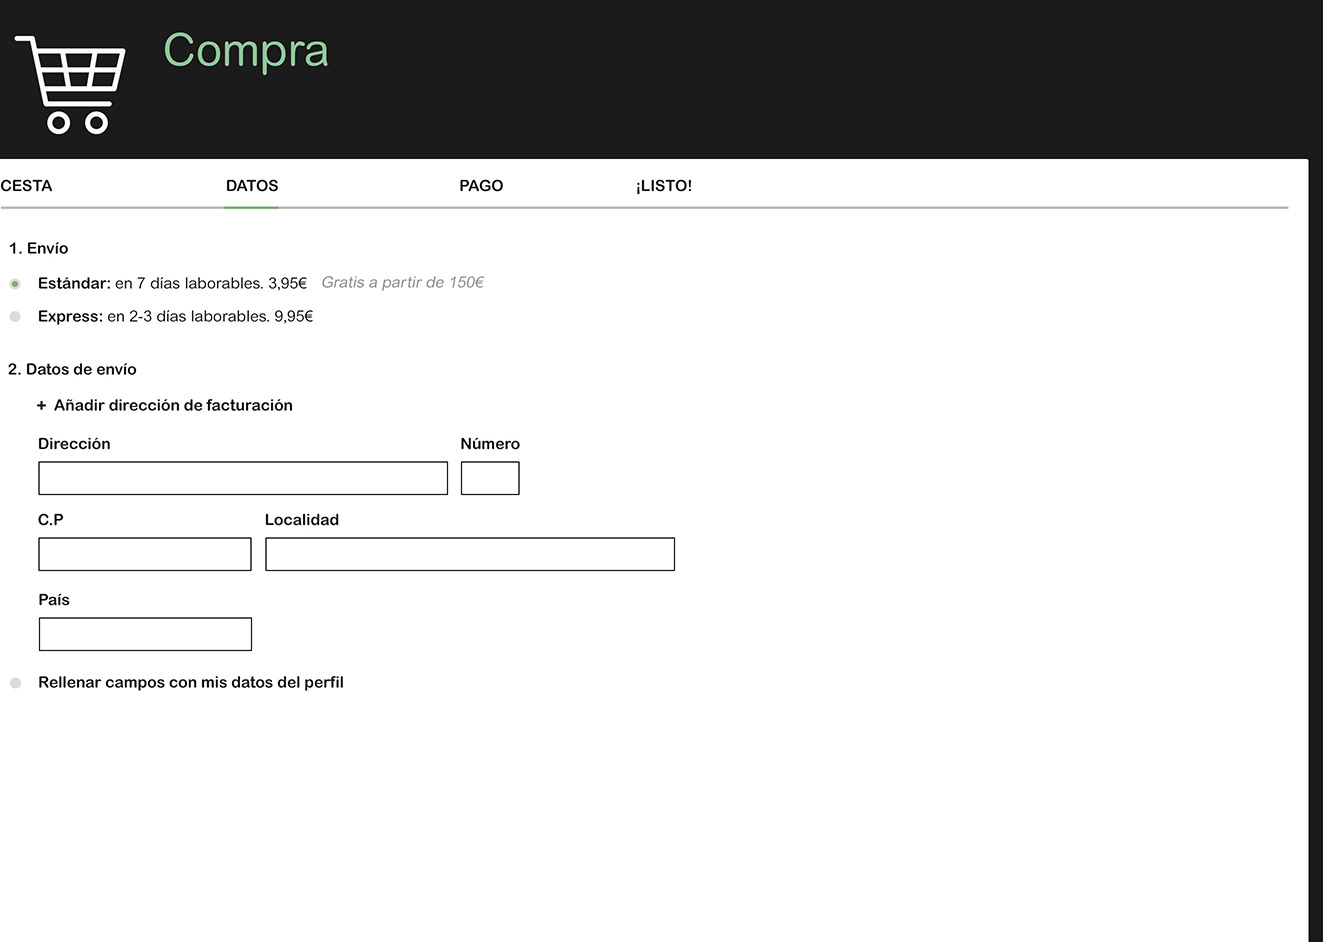 Compra
CESTA DATOS PAGO ¡LISTO!
1. Envío
Estándar: en 7 días laborables. 3,95€ Gratis a partir de 150€
Express: en 2-3 días laborables. 9,95€
2. Datos de envío
+ Añadir dirección de facturación
Dirección Número
C.P Localidad
País
Rellenar campos con mis datos del perfil